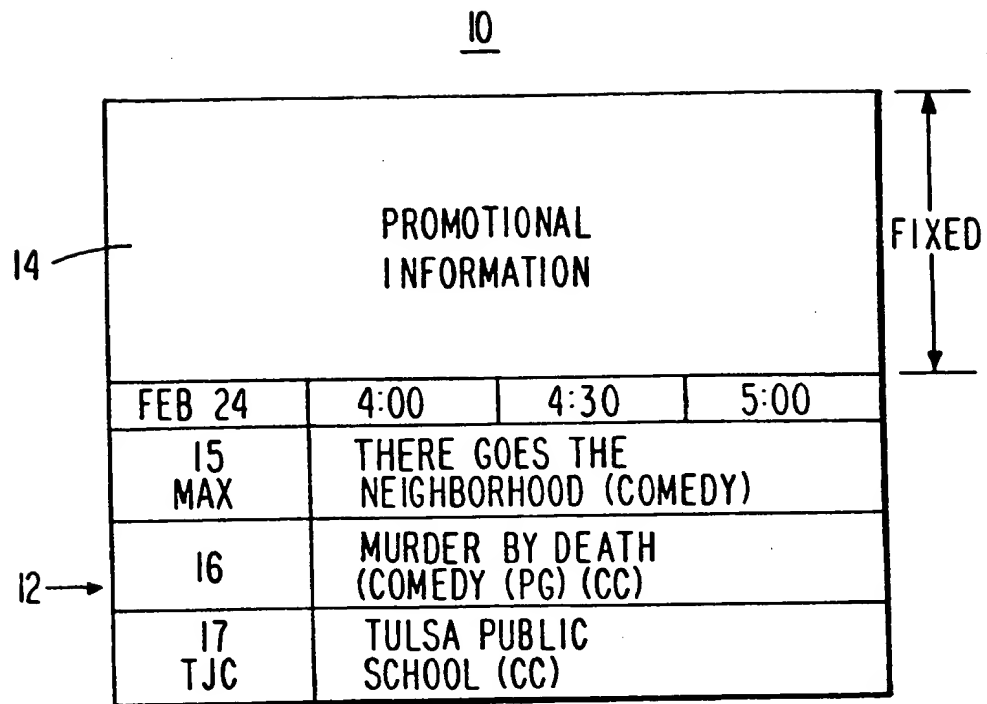 10
PROMOTIONAL
INFORMATION
14
FIXED
FEB 24 4:00 4:30 5:00
15
MAX
THERE GOES THE
NEIGHBORHOOD (COMEDY)
12
16
MURDER BY DEATH
(COMEDY (PG) (CC)
17
TJC
TULSA PUBLIC
SCHOOL (CC)